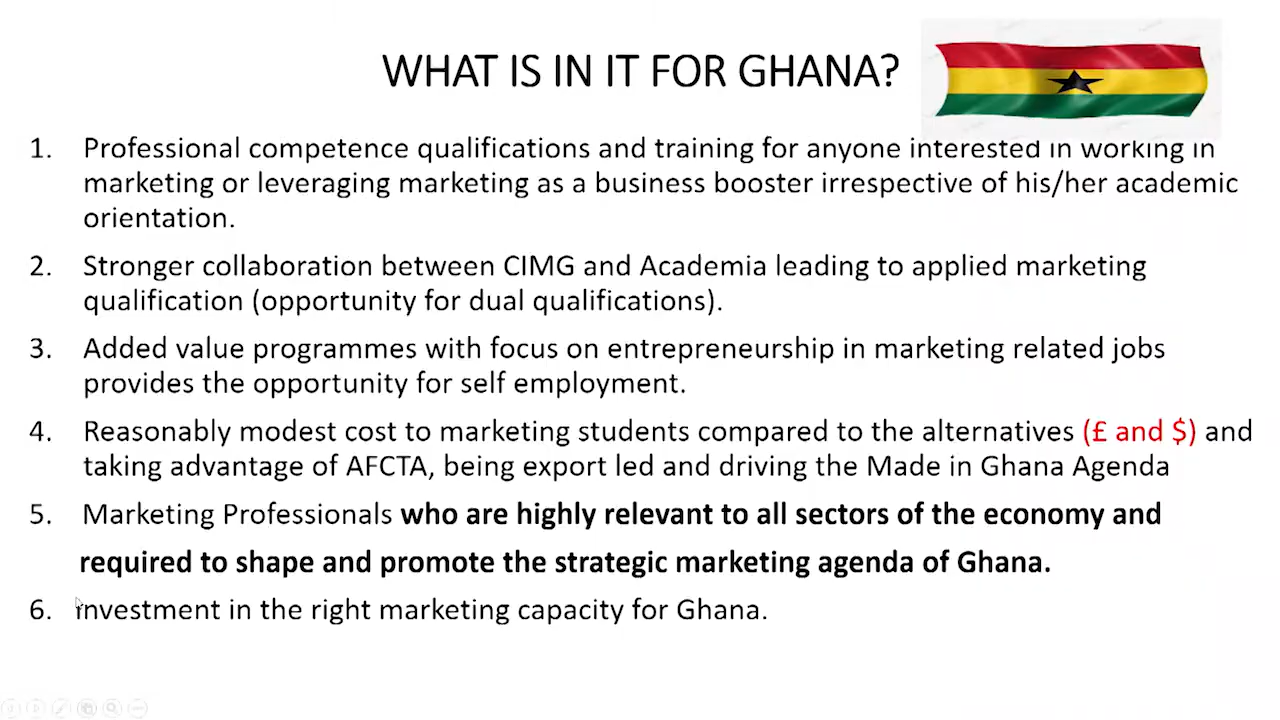 WHAT IS IN IT FOR GHANA?
1. Professional competence qualifications and training for anyone interested in working in
marketing or leveraging marketing as a business booster irrespective of his/her academic
orientation.
2. Stronger collaboration between CIMG and Academia leading to applied marketing
qualification (opportunity for dual qualifications).
3. Added value programmes with focus on entrepreneurship in marketing related jobs
provides the opportunity for self employment.
4. Reasonably modest cost to marketing students compared to the alternatives (£ and $) and
taking advantage of AFCTA, being export led and driving the Made in Ghana Agenda
5. Marketing Professionals who are highly relevant to all sectors of the economy and
required to shape and promote the strategic marketing agenda of Ghana.
6. Investment in the right marketing capacity for Ghana.